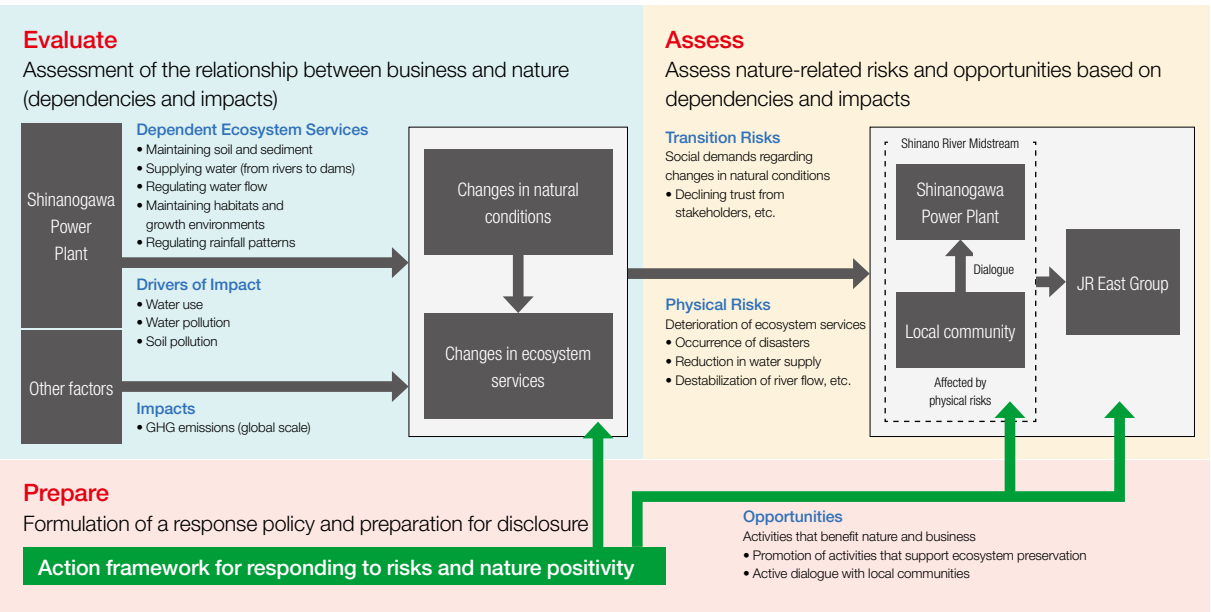 Evaluate
Assessment of the relationship between business and nature
(dependencies and impacts)
Shinanogawa
Power
Plant
Dependent Ecosystem Services
• Maintaining soil and sediment
• Supplying water (from rivers to dams)
• Regulating water flow
• Maintaining habitats and
growth environments
• Regulating rainfall patterns
Drivers of Impact
• Water use
• Water pollution
• Soil pollution
Other factors
Impacts
• GHG emissions (global scale)
Changes in natural
conditions
Changes in ecosystem
services
Assess
Assess nature-related risks and opportunities based on
dependencies and impacts
Transition Risks
Social demands regarding
changes in natural conditions
• Declining trust from
stakeholders, etc.
Physical Risks
Deterioration of ecosystem services
• Occurrence of disasters
• Reduction in water supply
• Destabilization of river flow, etc.
Shinano River Midstream
Shinanogawa
Power Plant
Dialogue
Local community
Affected by
physical risks
JR East Group
Prepare
Formulation of a response policy and preparation for disclosure
Action framework for responding to risks and nature positivity
Opportunities
Activities that benefit nature and business
• Promotion of activities that support ecosystem preservation
• Active dialogue with local communities